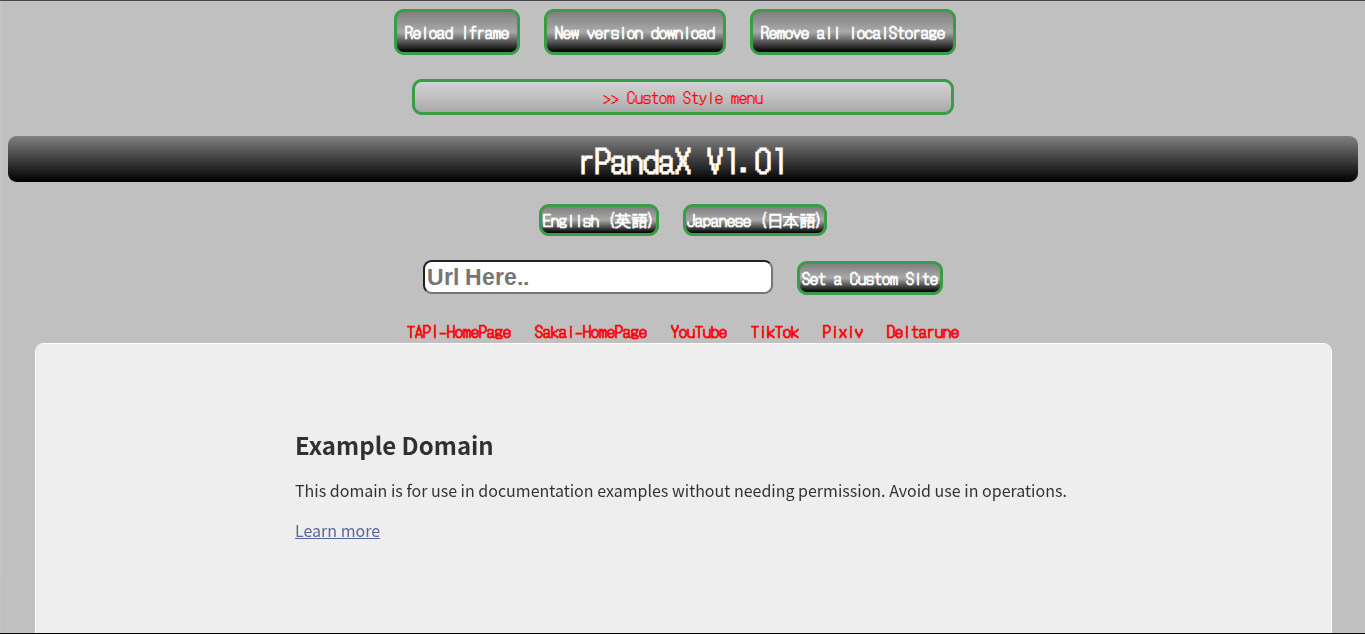 Reload Iframe New version download Remove all localStorage
>> Custom Style menu
rPandaX V1.01
English (英語) Japanese (日本語)
Url Here.. Set a Custom Site
TAPI-HomePage Sakai-HomePage YouTube TikTok Pixiv Deltarune
Example Domain
This domain is for use in documentation examples without needing permission. Avoid use in operations.
Learn more